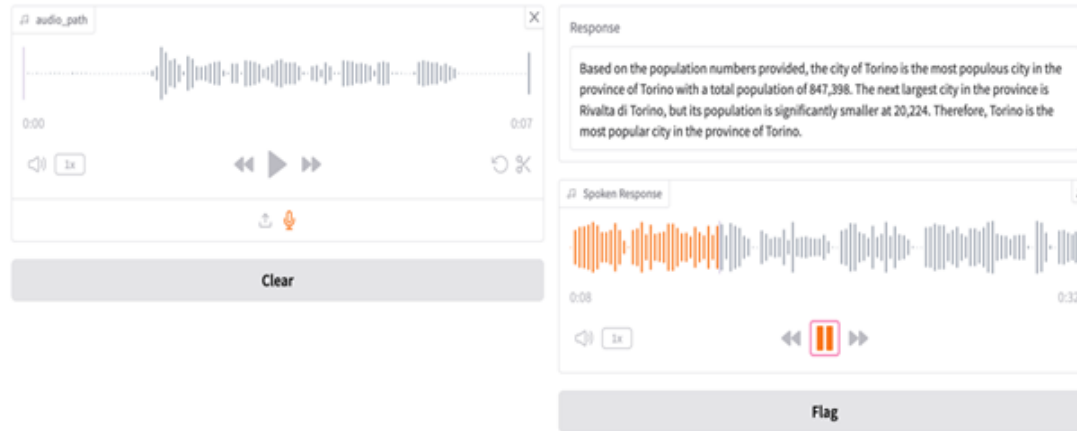 audio_path
X
0:00
0:07
1x
Clear
Response
Based on the population numbers provided, the city of Torino is the most populous city in the
province of Torino with a total population of 847,398. The next largest city in the province is
Rivalta di Torino, but its population is significantly smaller at 20,224. Therefore, Torino is the
most popular city in the province of Torino.
Spoken Response
0:08
0:32
1x
Flag